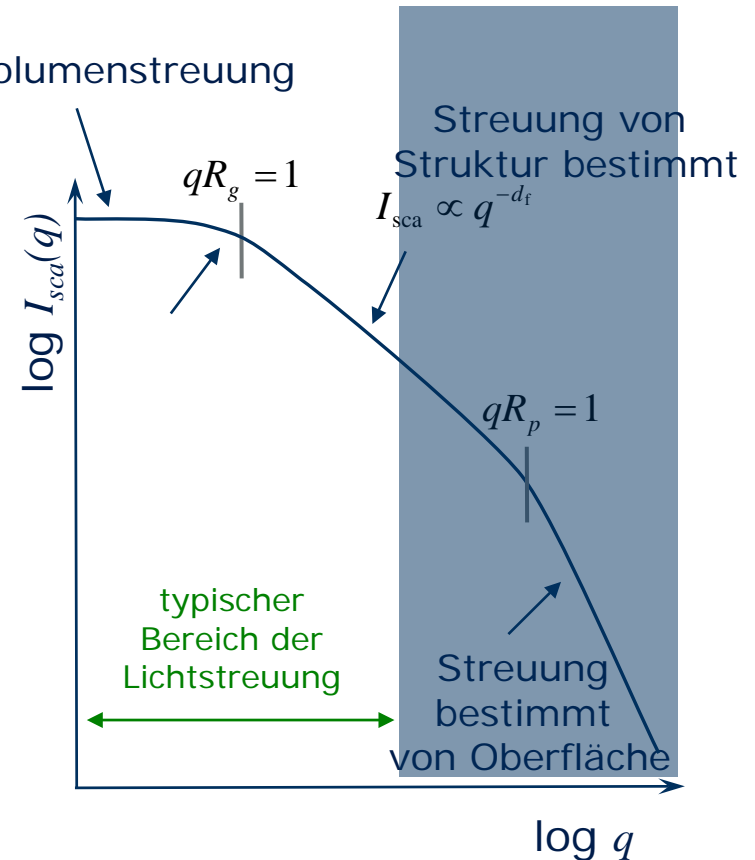 olumenstreuung
Streuung von
Struktur bestimmt
qR_g = 1
I_sca ∝ q^{-d_f}
log I_sca(q)
qR_p = 1
typischer
Bereich der
Lichtstreuung
Streuung
bestimmt
von Oberfläche
log q